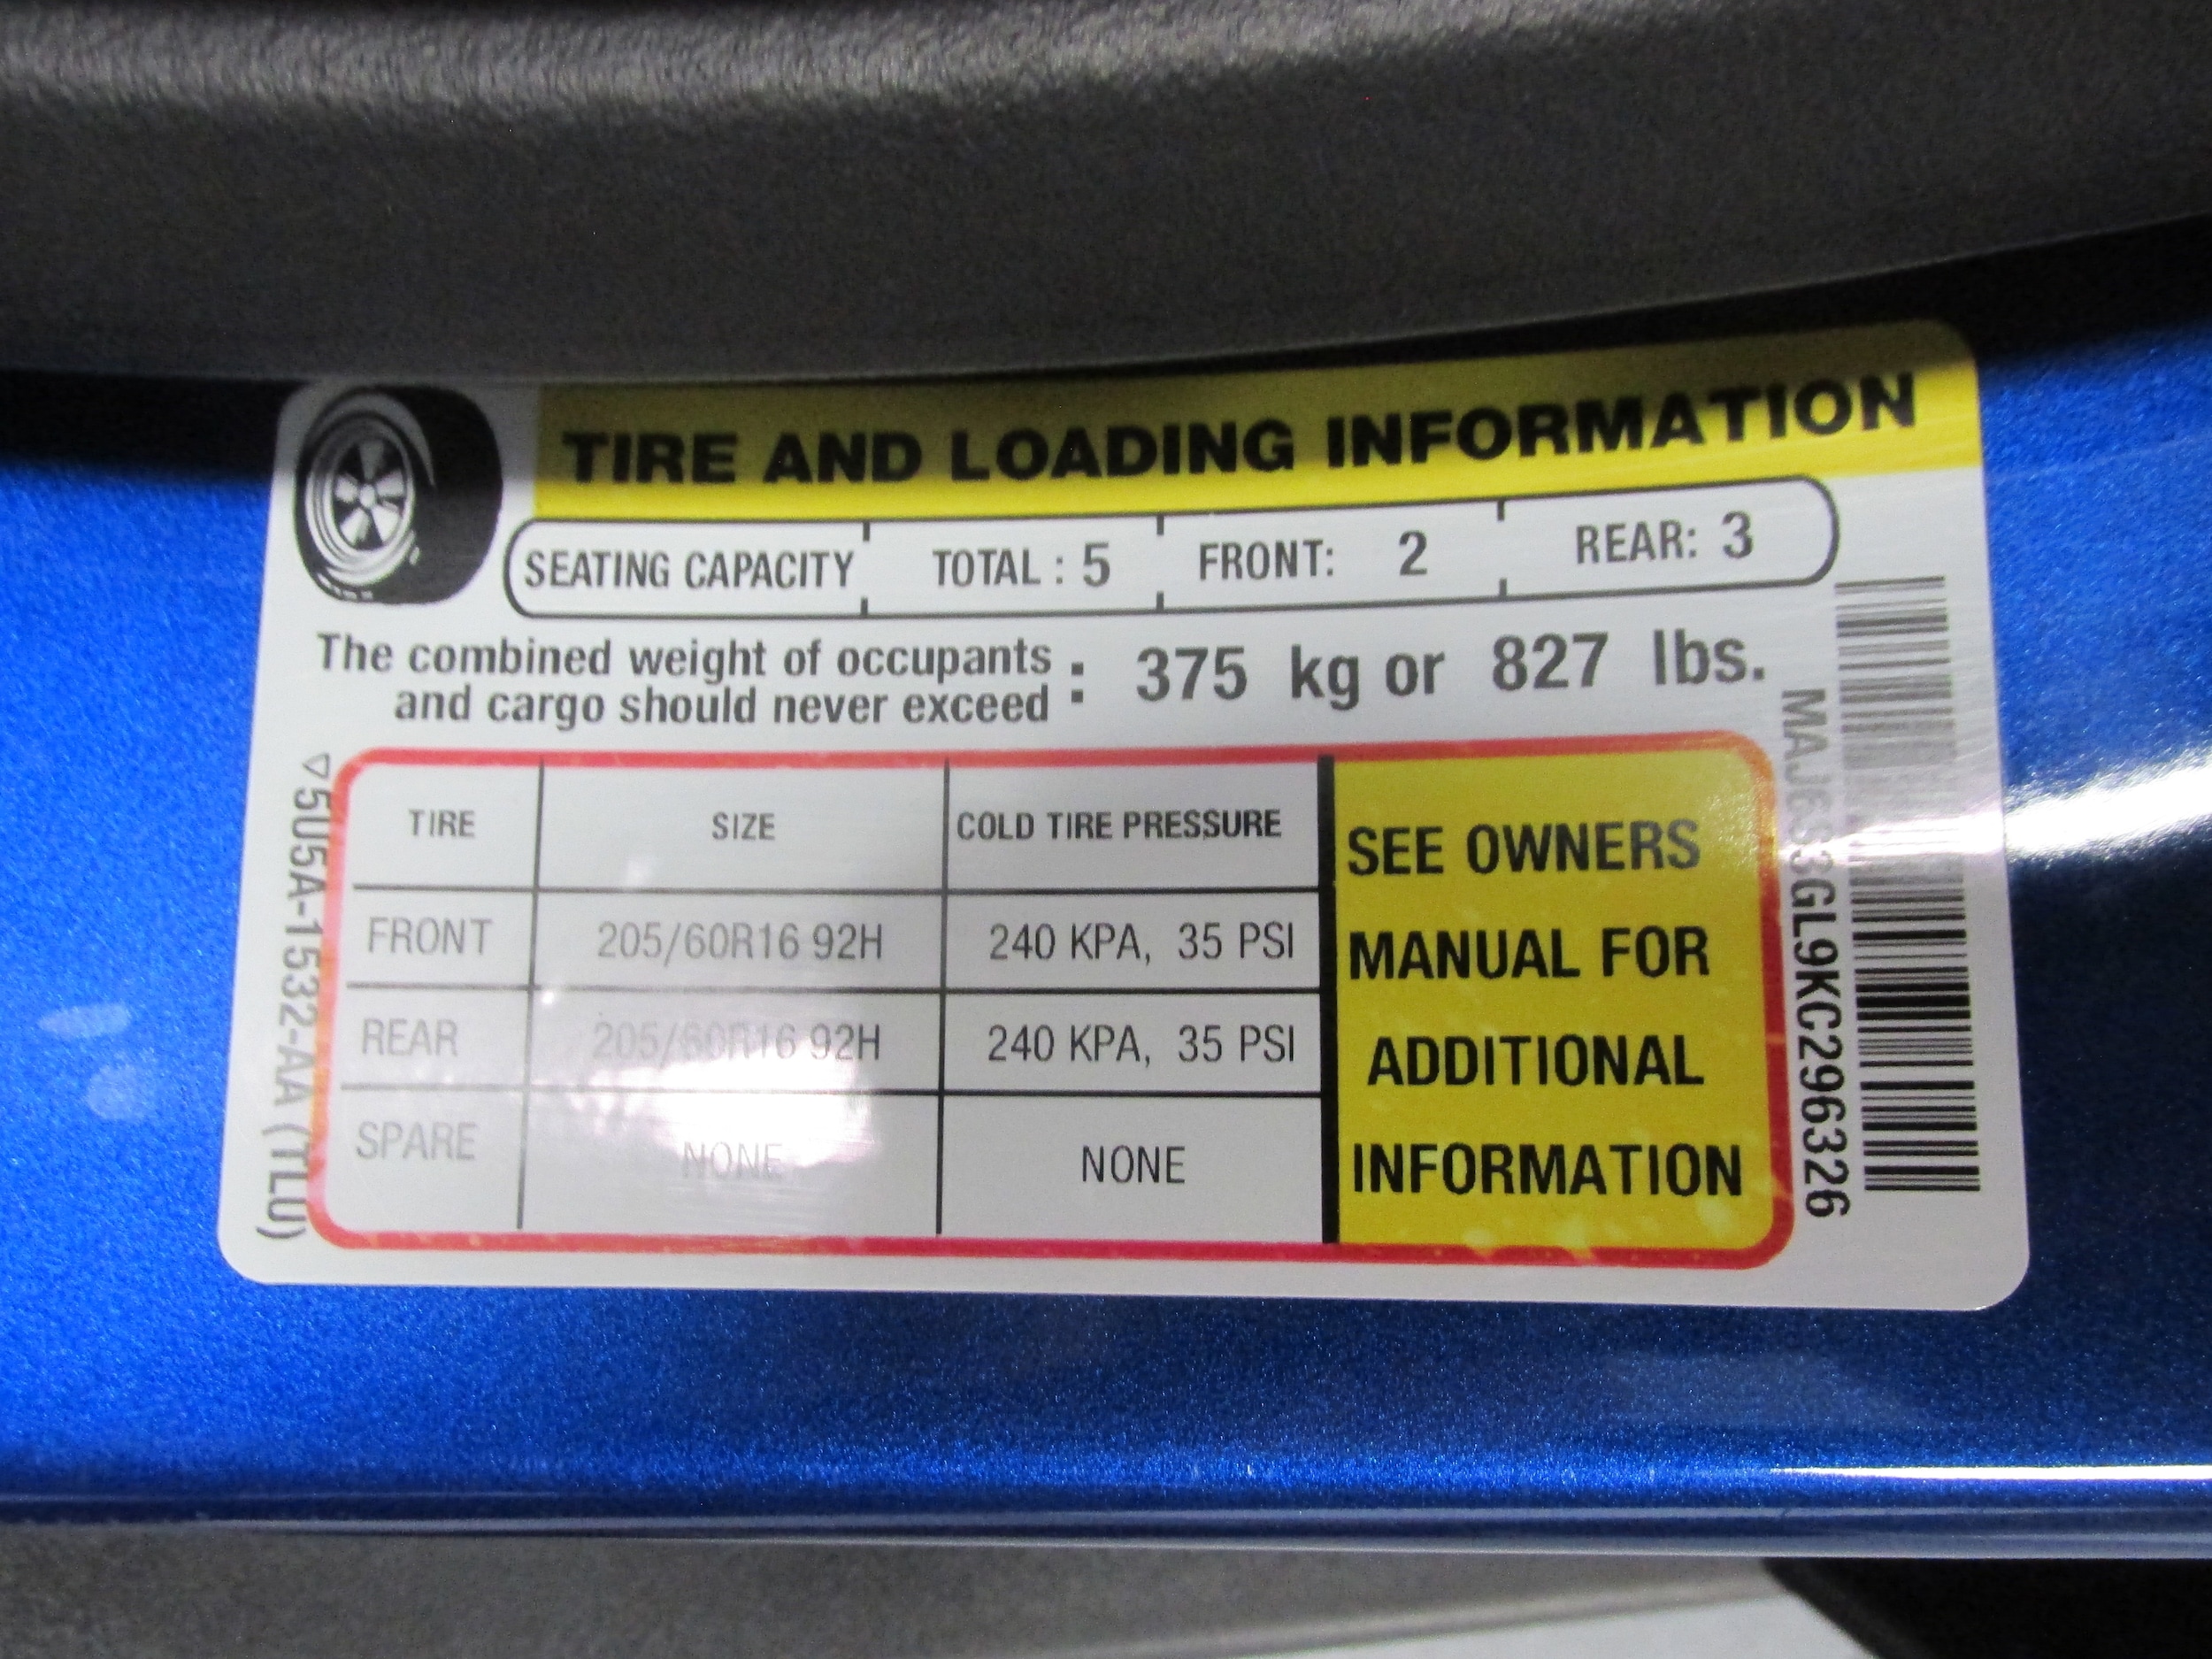 TIRE AND LOADING INFORMATION
SEATING CAPACITY TOTAL : 5 FRONT: 2 REAR: 3
The combined weight of occupants
and cargo should never exceed : 375 kg or 827 lbs.
TIRE SIZE COLD TIRE PRESSURE
FRONT 205/60R16 92H 240 KPA, 35 PSI
REAR 205/60R16 92H 240 KPA, 35 PSI
SPARE NONE NONE
SEE OWNERS
MANUAL FOR
ADDITIONAL
INFORMATION
▽5U5A-1532-AA (TLU)
MAJ6S3GL9KC296326